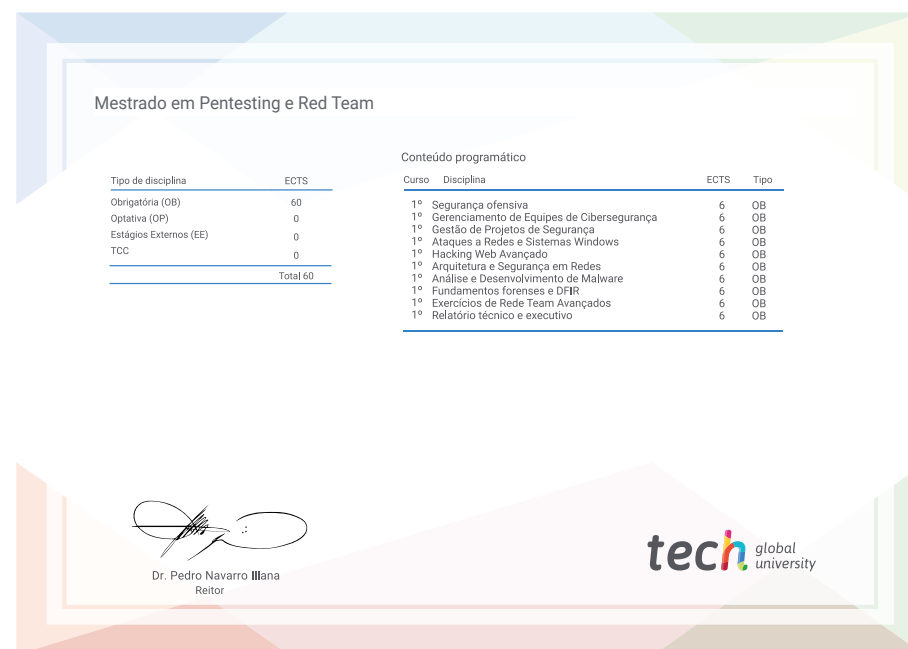 Mestrado em Pentesting e Red Team
Tipo de disciplina ECTS
Obrigatória (OB) 60
Optativa (OP) 0
Estágios Externos (EE) 0
TCC 0
Total 60
Conteúdo programático
Curso Disciplina ECTS Tipo
1º Segurança ofensiva 6 OB
1º Gerenciamento de Equipes de Cibersegurança 6 OB
1º Gestão de Projetos de Segurança 6 OB
1º Ataques a Redes e Sistemas Windows 6 OB
1º Hacking Web Avançado 6 OB
1º Arquitetura e Segurança em Redes 6 OB
1º Análise e Desenvolvimento de Malware 6 OB
1º Fundamentos forenses e DFIR 6 OB
1º Exercícios de Rede Team Avançados 6 OB
1º Relatório técnico e executivo 6 OB
Dr. Pedro Navarro Illana
Reitor
tech global
university